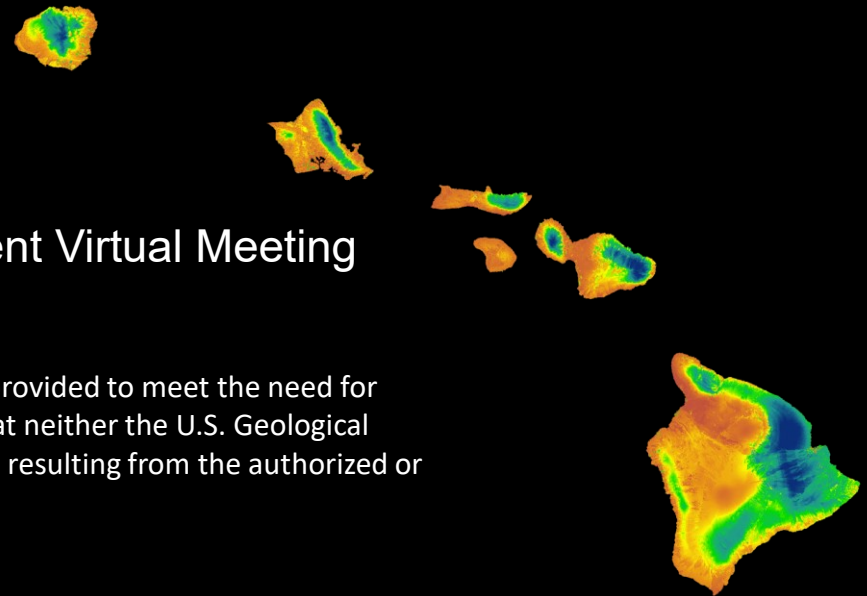 ent Virtual Meeting
rovided to meet the need for
at neither the U.S. Geological
resulting from the authorized or